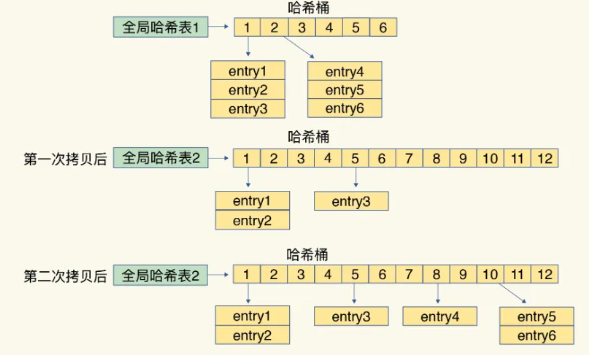 哈希桶
全局哈希表1 1 2 3 4 5 6
entry1 entry4
entry2 entry5
entry3 entry6
哈希桶
第一次拷贝后 全局哈希表2 1 2 3 4 5 6 7 8 9 10 11 12
entry1 entry3
entry2
哈希桶
第二次拷贝后 全局哈希表2 1 2 3 4 5 6 7 8 9 10 11 12
entry1 entry3 entry4 entry5
entry2 entry6